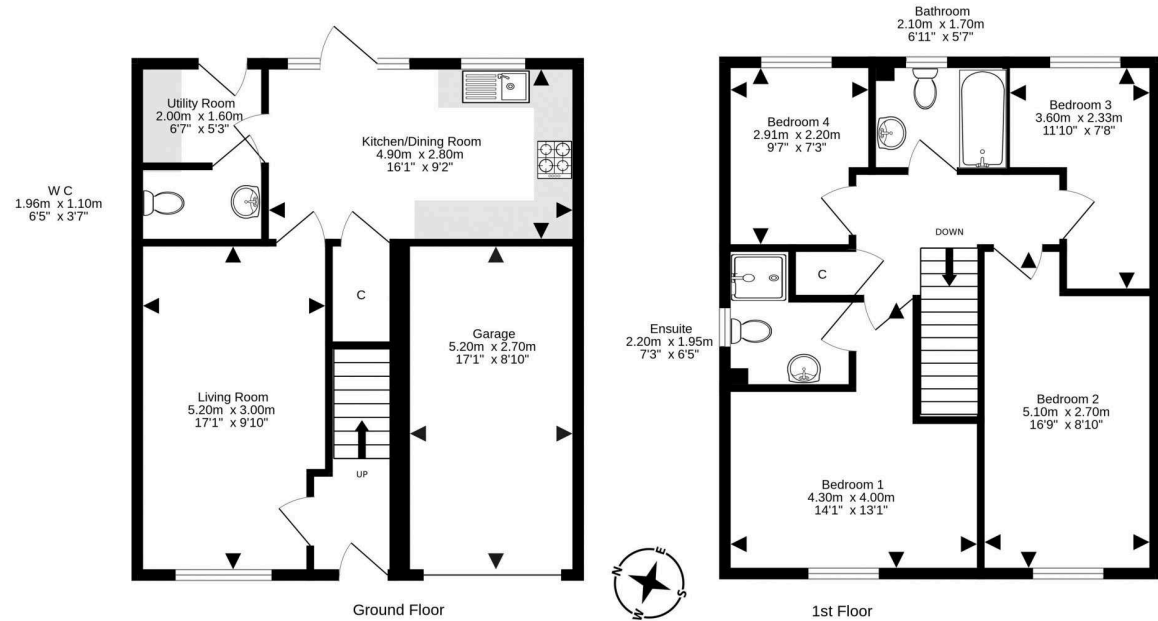 Utility Room
2.00m x 1.60m
6'7" x 5'3"
Kitchen/Dining Room
4.90m x 2.80m
16'1" x 9'2"
W C
1.96m x 1.10m
6'5" x 3'7"
C
Garage
5.20m x 2.70m
17'1" x 8'10"
Living Room
5.20m x 3.00m
17'1" x 9'10"
UP
Ground Floor
Bathroom
2.10m x 1.70m
6'11" x 5'7"
Bedroom 4
2.91m x 2.20m
9'7" x 7'3"
Bedroom 3
3.60m x 2.33m
11'10" x 7'8"
DOWN
C
Ensuite
2.20m x 1.95m
7'3" x 6'5"
Bedroom 2
5.10m x 2.70m
16'9" x 8'10"
Bedroom 1
4.30m x 4.00m
14'1" x 13'1"
N
E
S
W
1st Floor